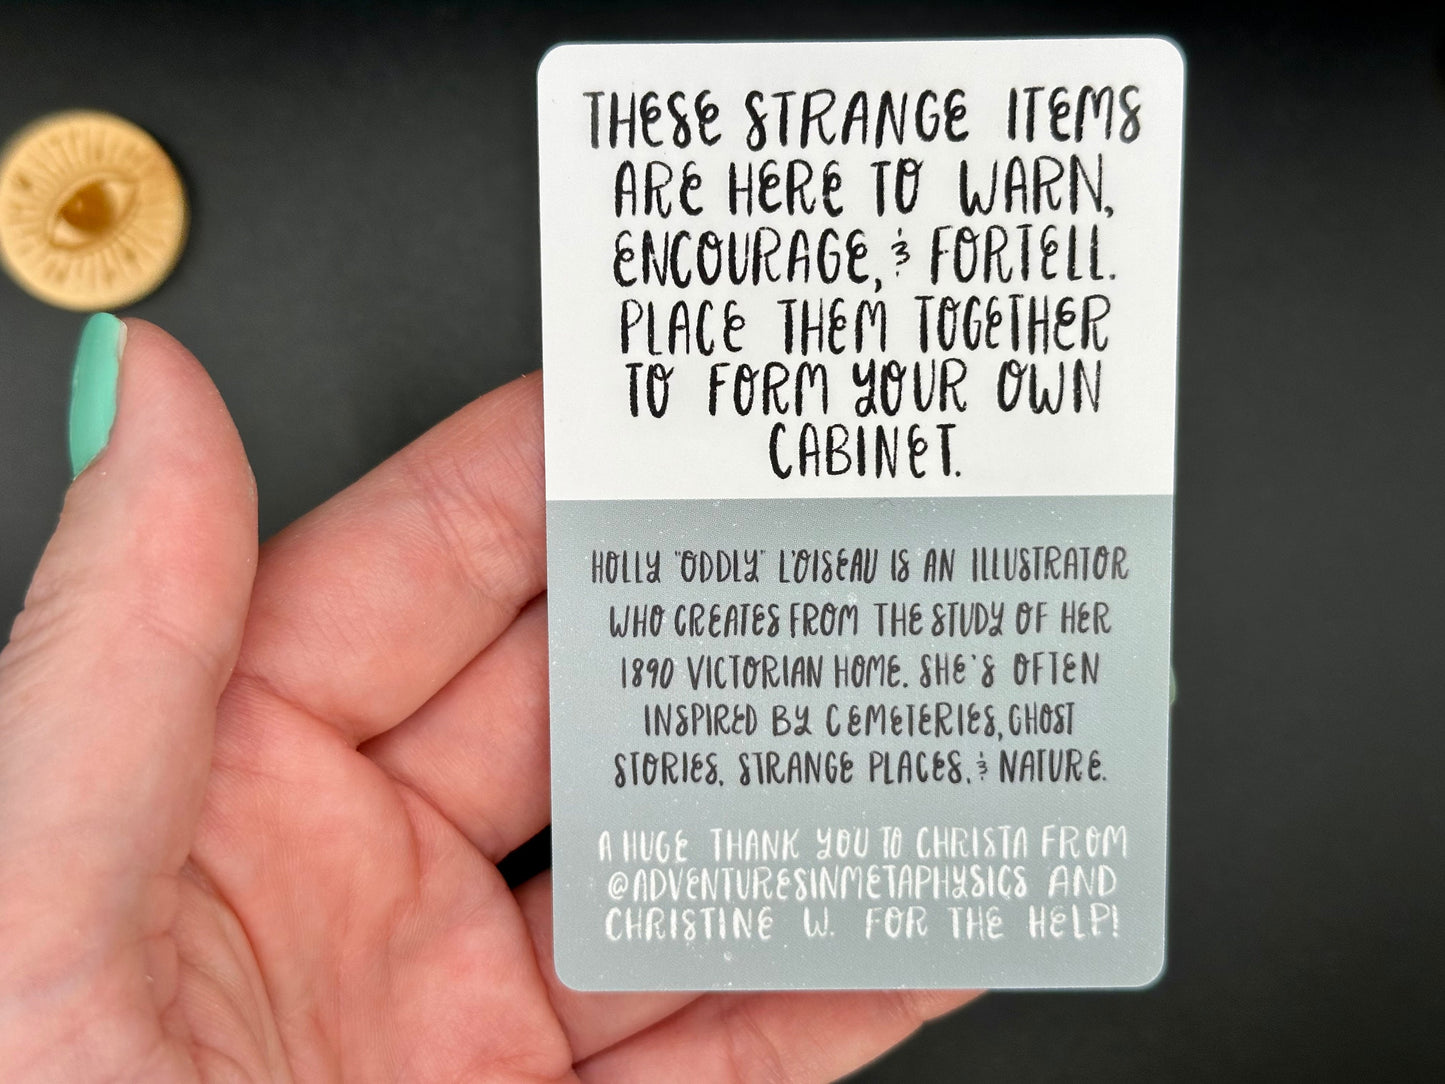 THESE STRANGE ITEMS
ARE HERE TO WARN,
ENCOURAGE, & FORTELL.
PLACE THEM TOGETHER
TO FORM YOUR OWN
CABINET.
HOLLY "ODDLY" L'OISEAU IS AN ILLUSTRATOR
WHO CREATES FROM THE STUDY OF HER
1890 VICTORIAN HOME. SHE'S OFTEN
INSPIRED BY CEMETERIES, GHOST
STORIES, STRANGE PLACES, & NATURE.
A HUGE THANK YOU TO CHRISTA FROM
@ADVENTURESINMETAPHYSICS AND
CHRISTINE W. FOR THE HELP!